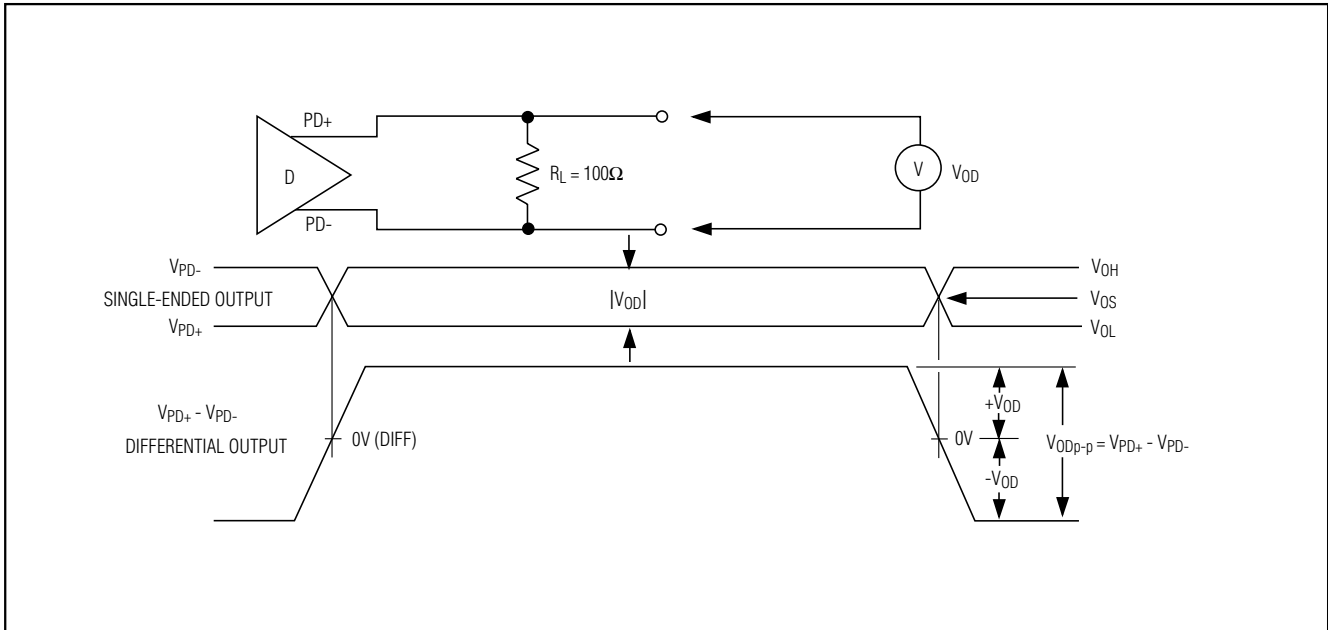 PD+
D
PD-
RL = 100Ω
V
VOD
VPD-
SINGLE-ENDED OUTPUT
VPD+
|VOD|
VOH
VOS
VOL
VPD+ - VPD-
DIFFERENTIAL OUTPUT
0V (DIFF)
0V
+VOD
-VOD
VODp-p = VPD+ - VPD-